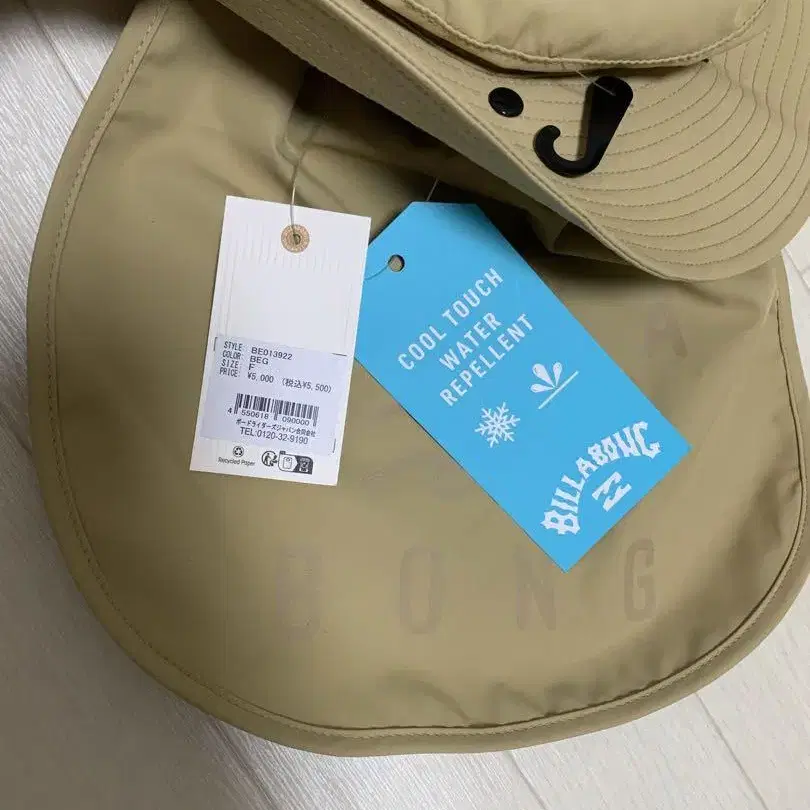 STYLE: BE013922
COLOR: BEG
SIZE: F
PRICE: ¥5,000 (税込¥5,500)
4 550618 090000
ボードライダーズジャパン合同会社
TEL:0120-32-9190
Recycled Paper
COOL TOUCH
WATER
REPELLENT
BILLABONG
A
BONG